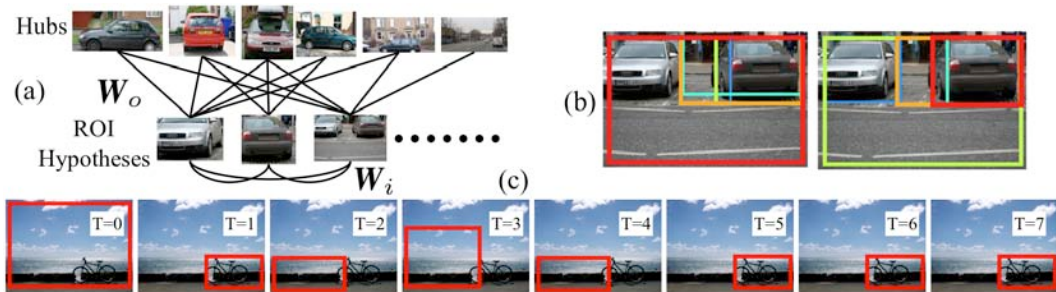 Hubs
(a)
W_o
ROI
Hypotheses
W_i
(b)
(c)
T=0
T=1
T=2
T=3
T=4
T=5
T=6
T=7